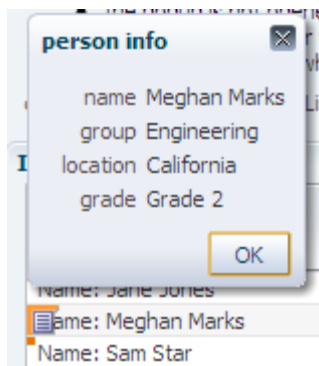 person info
name Meghan Marks
group Engineering
location California
grade Grade 2
OK
Name: Jane Jones
ame: Meghan Marks
Name: Sam Star